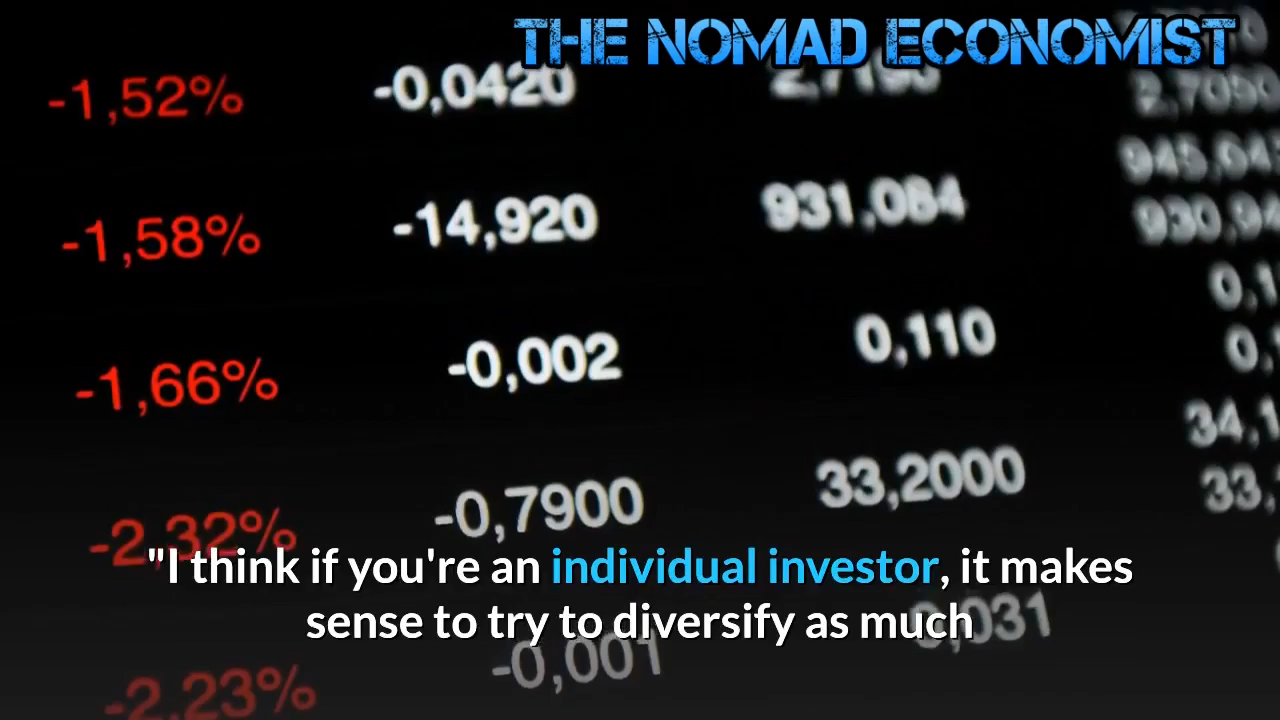 THE NOMAD ECONOMIST
-1,52% -0,0420
-1,58% -14,920 931,084
-1,66% -0,002 0,110
-2,32% -0,7900 33,2000
"I think if you're an individual investor, it makes
sense to try to diversify as much
-2,23% -0,001 0,031